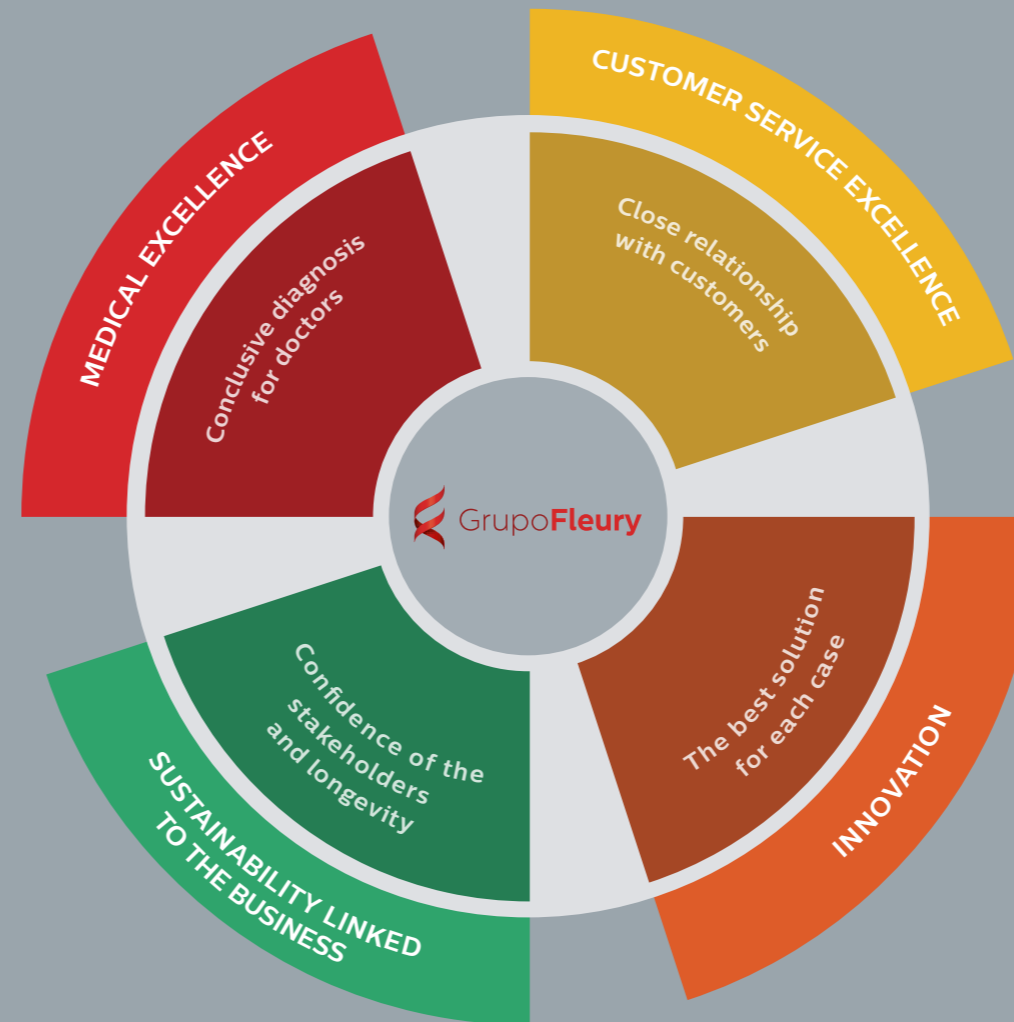 MEDICAL EXCELLENCE
Conclusive diagnosis
for doctors
CUSTOMER SERVICE EXCELLENCE
Close relationship
with customers
GrupoFleury
Confidence of the
stakeholders
and longevity
SUSTAINABILITY LINKED
TO THE BUSINESS
The best solution
for each case
INNOVATION